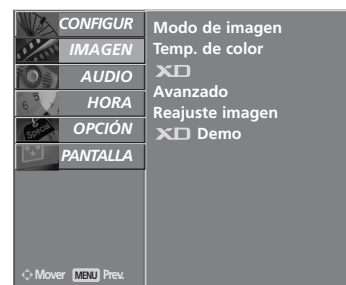 CONFIGUR
IMAGEN
AUDIO
HORA
OPCIÓN
PANTALLA
Modo de imagen
Temp. de color
XD
Avanzado
Reajuste imagen
XD Demo
Mover MENU Prev.